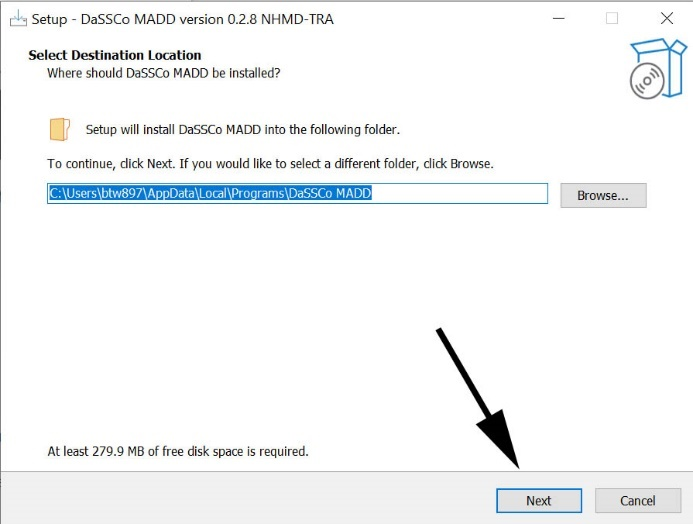 Setup - DaSSCo MADD version 0.2.8 NHMD-TRA
Select Destination Location
Where should DaSSCo MADD be installed?
Setup will install DaSSCo MADD into the following folder.
To continue, click Next. If you would like to select a different folder, click Browse.
C:\Users\btw897\AppData\Local\Programs\DaSSCo MADD
Browse...
At least 279.9 MB of free disk space is required.
Next
Cancel